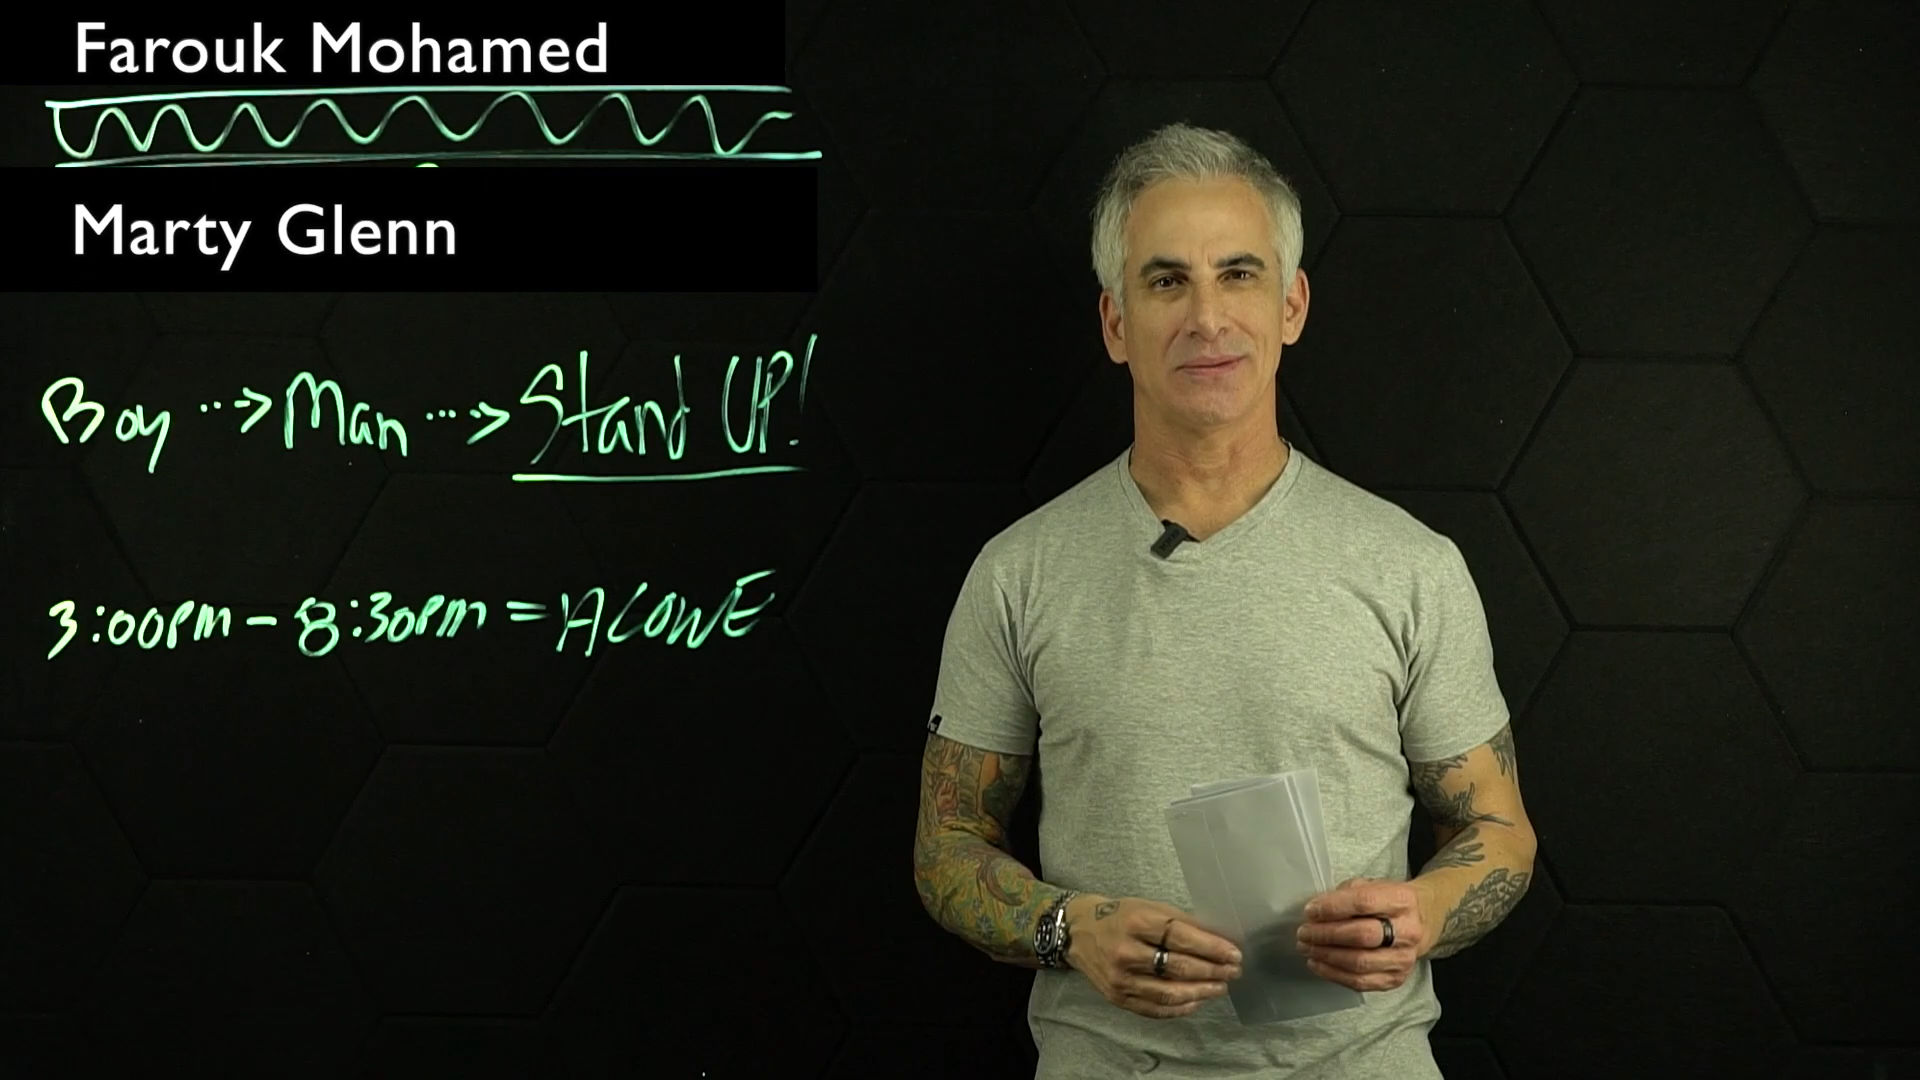 Farouk Mohamed
Marty Glenn
Boy ··-> Man ···-> Stand UP!
3:00PM - 8:30PM = ALONE